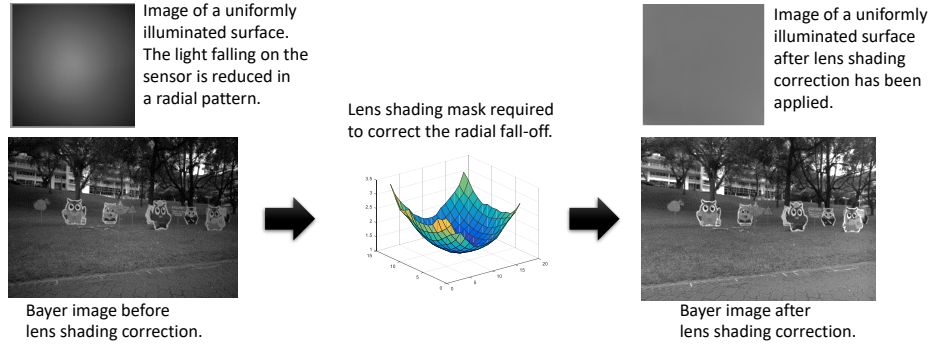 Image of a uniformly
illuminated surface.
The light falling on the
sensor is reduced in
a radial pattern.
Bayer image before
lens shading correction.
Lens shading mask required
to correct the radial fall-off.
3.5
3
2.5
2
1.5
1
15
10
5
0
0
5
10
15
20
Image of a uniformly
illuminated surface
after lens shading
correction has been
applied.
Bayer image after
lens shading correction.